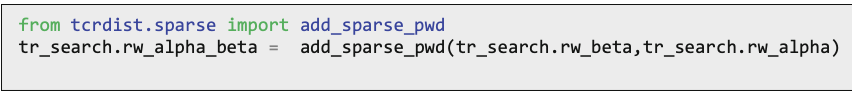 from tcrdist.sparse import add_sparse_pwd
tr_search.rw_alpha_beta =  add_sparse_pwd(tr_search.rw_beta,tr_search.rw_alpha)